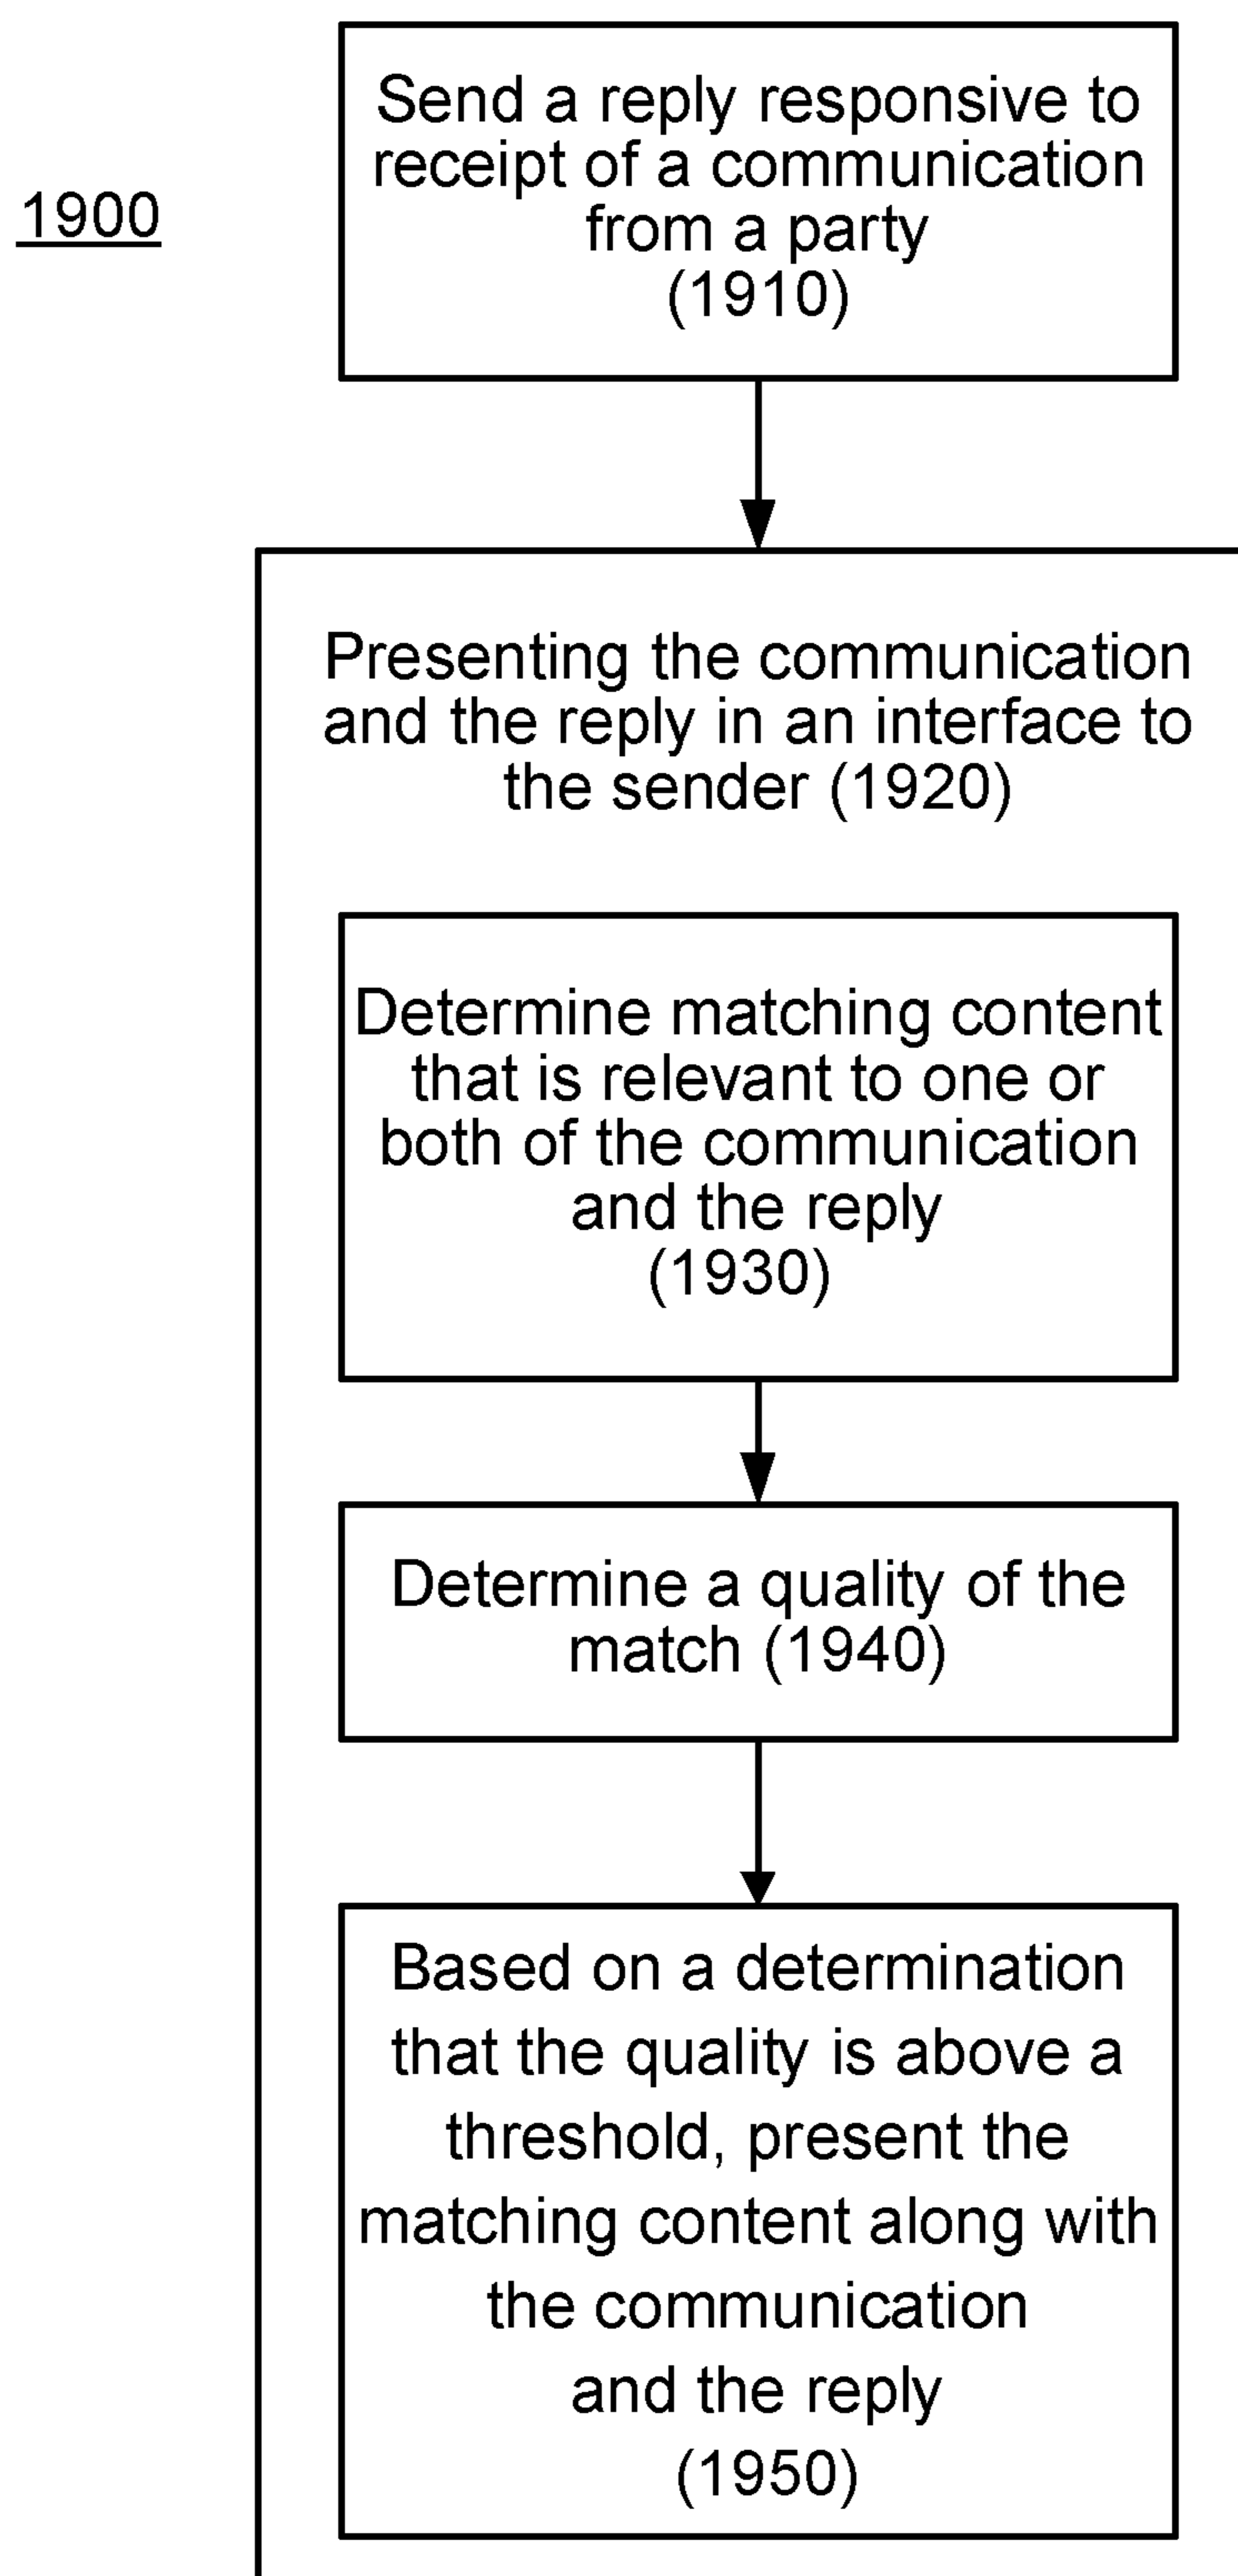 1900
Send a reply responsive to
receipt of a communication
from a party
(1910)
Presenting the communication
and the reply in an interface to
the sender (1920)
Determine matching content
that is relevant to one or
both of the communication
and the reply
(1930)
Determine a quality of the
match (1940)
Based on a determination
that the quality is above a
threshold, present the
matching content along with
the communication
and the reply
(1950)